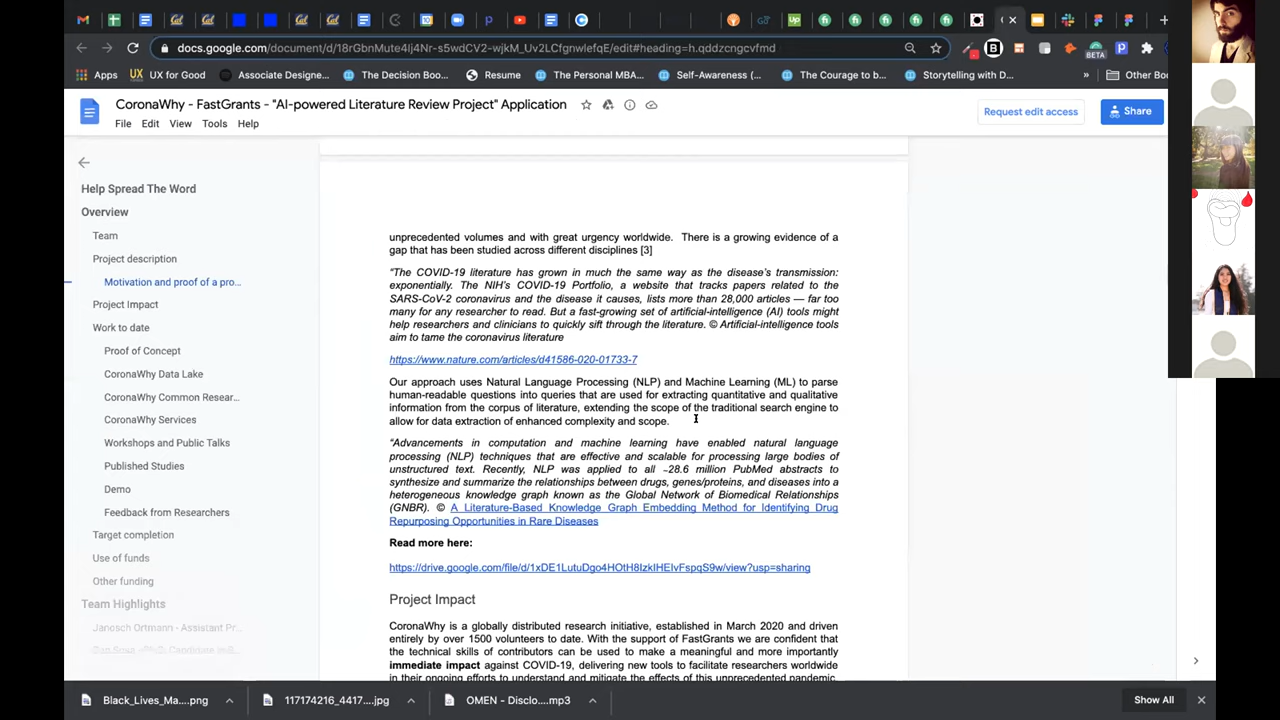 docs.google.com/document/d/18rGbnMute4Ij4Nr-s5wdCV2-wjkM_Uv2LCfgnwIefqE/edit#heading=h.qddzcngcvfmd
BETA
Apps
UX for Good
Associate Designe...
The Decision Boo...
Resume
The Personal MBA...
Self-Awareness (...
The Courage to b...
Storytelling with D...
»
Other Bo
CoronaWhy - FastGrants - "AI-powered Literature Review Project" Application
File Edit View Tools Help
Request edit access
Share
Help Spread The Word
Overview
Team
Project description
Motivation and proof of a pro...
Project Impact
Work to date
Proof of Concept
CoronaWhy Data Lake
CoronaWhy Common Resear...
CoronaWhy Services
Workshops and Public Talks
Published Studies
Demo
Feedback from Researchers
Target completion
Use of funds
Other funding
Team Highlights
Janosch Ortmann - Assistant Pr...
unprecedented volumes and with great urgency worldwide. There is a growing evidence of a
gap that has been studied across different disciplines [3]
"The COVID-19 literature has grown in much the same way as the disease's transmission:
exponentially. The NIH's COVID-19 Portfolio, a website that tracks papers related to the
SARS-CoV-2 coronavirus and the disease it causes, lists more than 28,000 articles — far too
many for any researcher to read. But a fast-growing set of artificial-intelligence (AI) tools might
help researchers and clinicians to quickly sift through the literature. © Artificial-intelligence tools
aim to tame the coronavirus literature
https://www.nature.com/articles/d41586-020-01733-7
Our approach uses Natural Language Processing (NLP) and Machine Learning (ML) to parse
human-readable questions into queries that are used for extracting quantitative and qualitative
information from the corpus of literature, extending the scope of the traditional search engine to
allow for data extraction of enhanced complexity and scope.
"Advancements in computation and machine learning have enabled natural language
processing (NLP) techniques that are effective and scalable for processing large bodies of
unstructured text. Recently, NLP was applied to all ~28.6 million PubMed abstracts to
synthesize and summarize the relationships between drugs, genes/proteins, and diseases into a
heterogeneous knowledge graph known as the Global Network of Biomedical Relationships
(GNBR). © A Literature-Based Knowledge Graph Embedding Method for Identifying Drug
Repurposing Opportunities in Rare Diseases
Read more here:
https://drive.google.com/file/d/1xDE1LutuDgo4HOtH8IzkIHEIvFspqS9w/view?usp=sharing
Project Impact
CoronaWhy is a globally distributed research initiative, established in March 2020 and driven
entirely by over 1500 volunteers to date. With the support of FastGrants we are confident that
the technical skills of contributors can be used to make a meaningful and more importantly
immediate impact against COVID-19, delivering new tools to facilitate researchers worldwide
in their ongoing efforts to understand and mitigate the effects of this unprecedented pandemic.
Black_Lives_Ma....png
117174216_4417....jpg
OMEN - Disclo....mp3
Show All